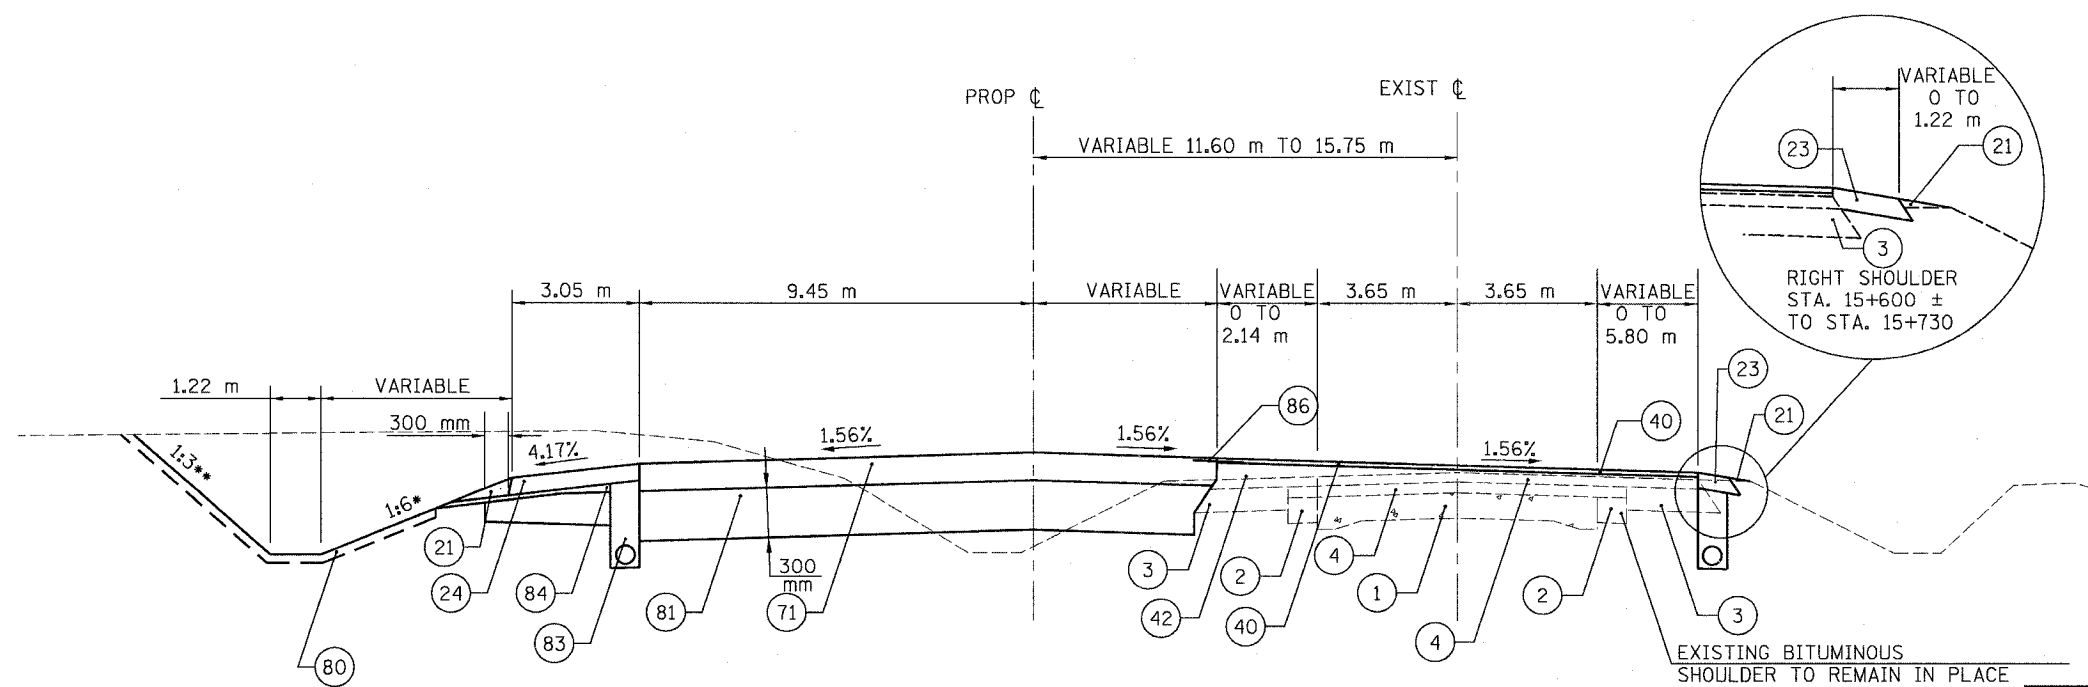 PROP ℄
EXIST ℄
VARIABLE 11.60 m TO 15.75 m
VARIABLE
0 TO
1.22 m
23
21
3
RIGHT SHOULDER
STA. 15+600 ±
TO STA. 15+730
3.05 m
9.45 m
VARIABLE
VARIABLE
0 TO
2.14 m
3.65 m
3.65 m
VARIABLE
0 TO
5.80 m
1.22 m
VARIABLE
300 mm
4.17%
1.56%
1.56%
1.56%
86
40
23
21
1:3**
1:6*
21
24
84
83
80
81
300
mm
71
3
42
2
40
4
1
4
2
3
EXISTING BITUMINOUS
SHOULDER TO REMAIN IN PLACE